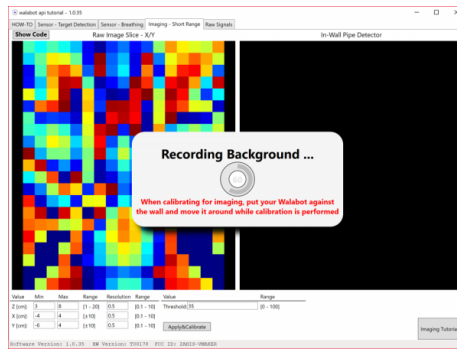 walabot api tutorial - 1.0.35
HOW-TO Sensor - Target Detection Sensor - Breathing Imaging - Short Range Raw Signals
Show Code Raw Image Slice - X/Y In-Wall Pipe Detector
Recording Background ...
When calibrating for imaging, put your Walabot against
the wall and move it around while calibration is performed
Value Min Max Range Resolution Range Value Range
Z [cm] 3 8 [1 - 20] 0.5 [0.1 - 10] Threshold 35 [0 - 100]
X [cm] -4 4 [±10] 0.5 [0.1 - 10]
Y [cm] -6 4 [±10] 0.5 [0.1 - 10] Apply&Calibrate Imaging Tutorial
Software Version: 1.0.35